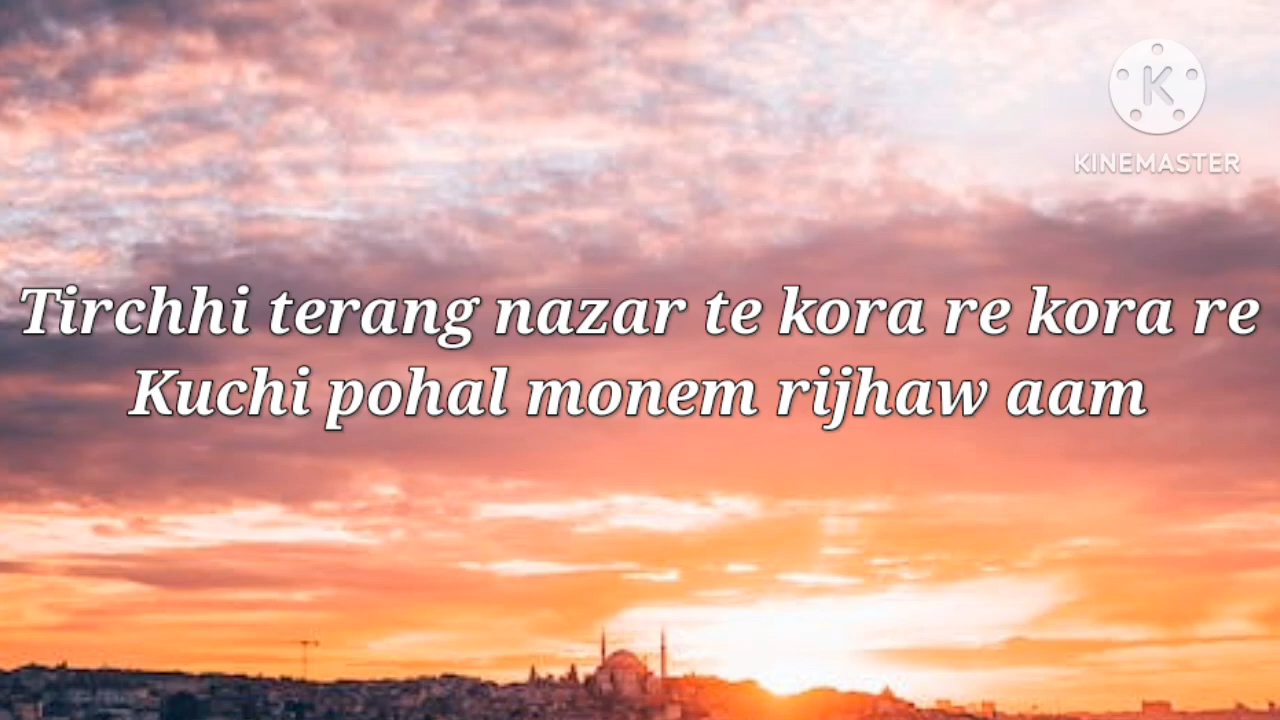 KINEMASTER
Tirchhi terang nazar te kora re kora re
Kuchi pohal monem rijhaw aam